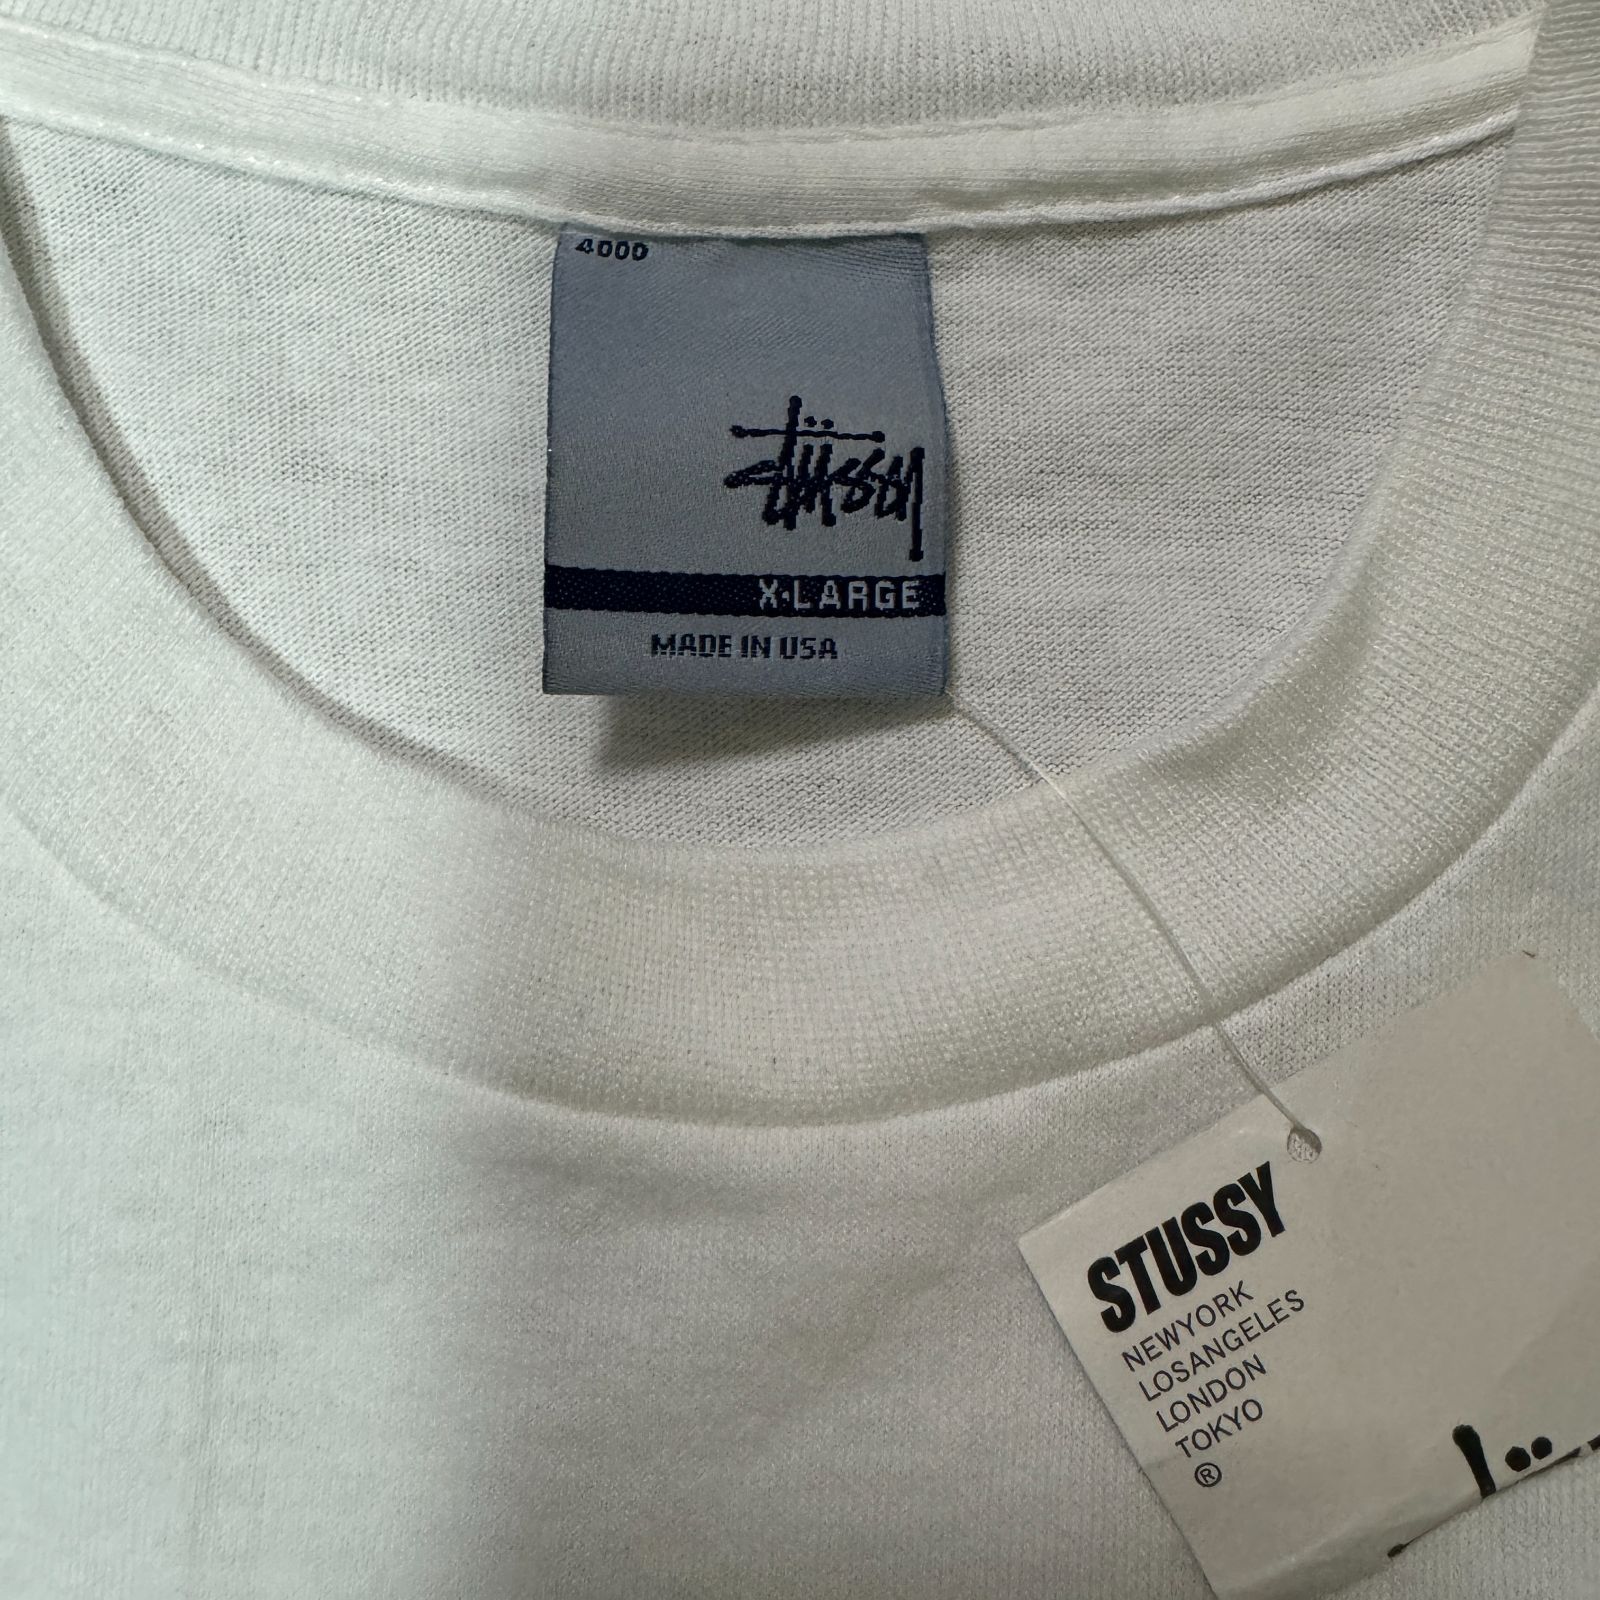 4000
stüssy
X·LARGE
MADE IN USA
STUSSY
NEWYORK
LOSANGELES
LONDON
TOKYO
®